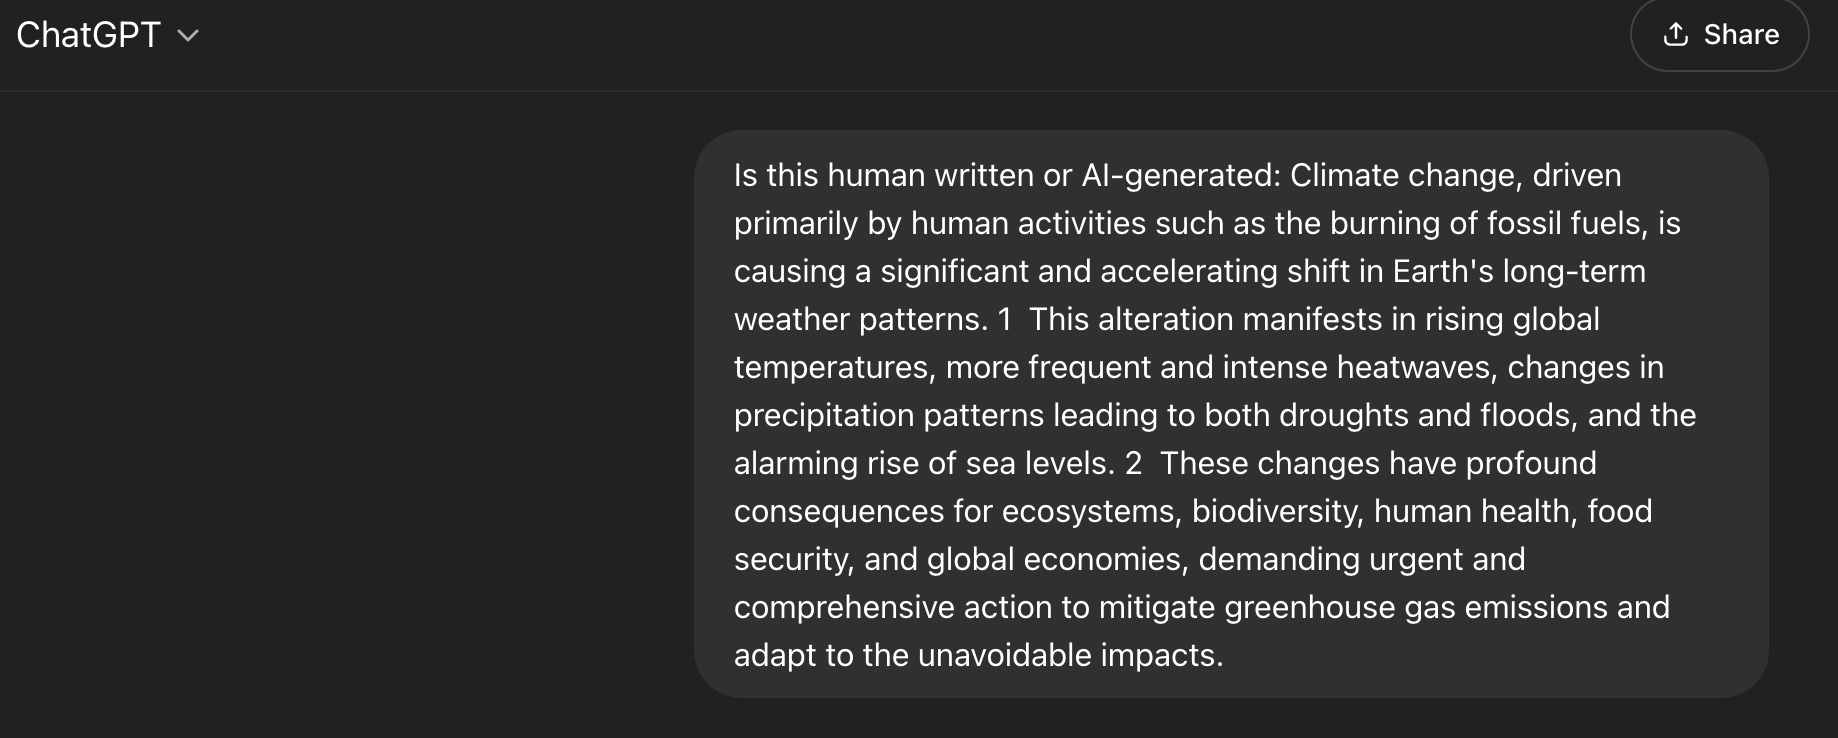 ChatGPT
Share
Is this human written or AI-generated: Climate change, driven
primarily by human activities such as the burning of fossil fuels, is
causing a significant and accelerating shift in Earth's long-term
weather patterns. 1  This alteration manifests in rising global
temperatures, more frequent and intense heatwaves, changes in
precipitation patterns leading to both droughts and floods, and the
alarming rise of sea levels. 2  These changes have profound
consequences for ecosystems, biodiversity, human health, food
security, and global economies, demanding urgent and
comprehensive action to mitigate greenhouse gas emissions and
adapt to the unavoidable impacts.